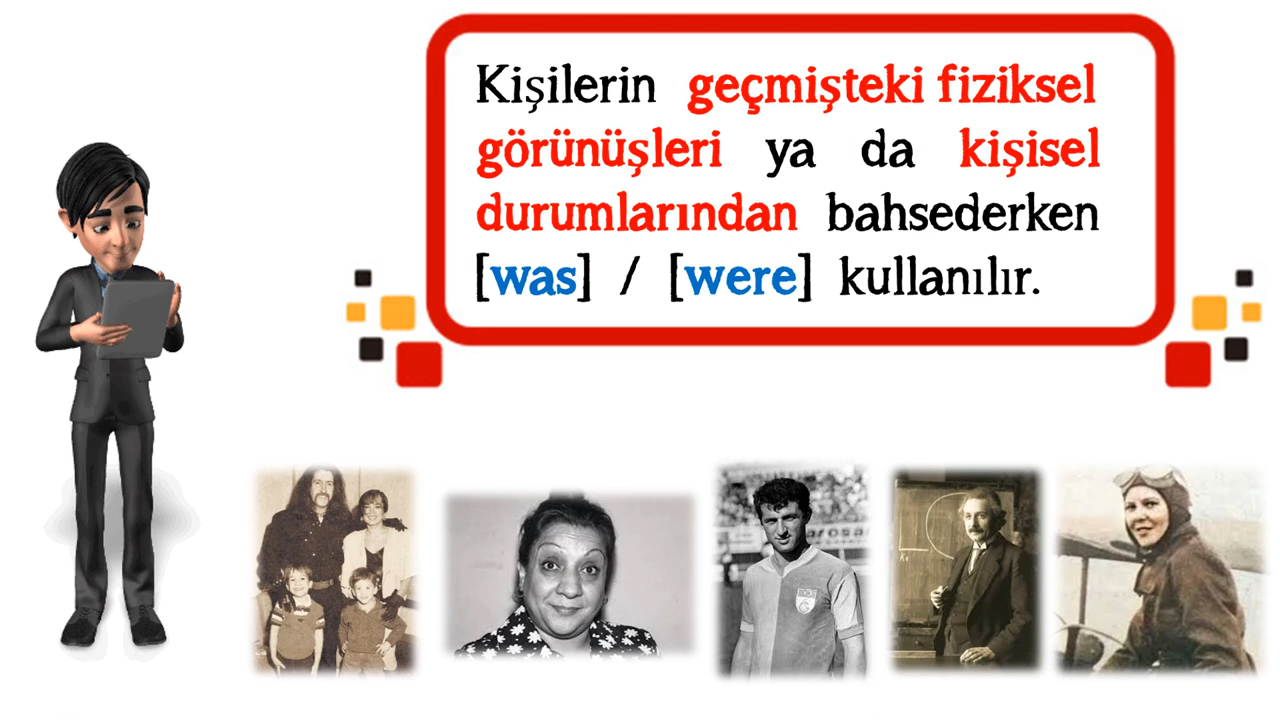 Kişilerin geçmişteki fiziksel
görünüşleri ya da kişisel
durumlarından bahsederken
[was] / [were] kullanılır.